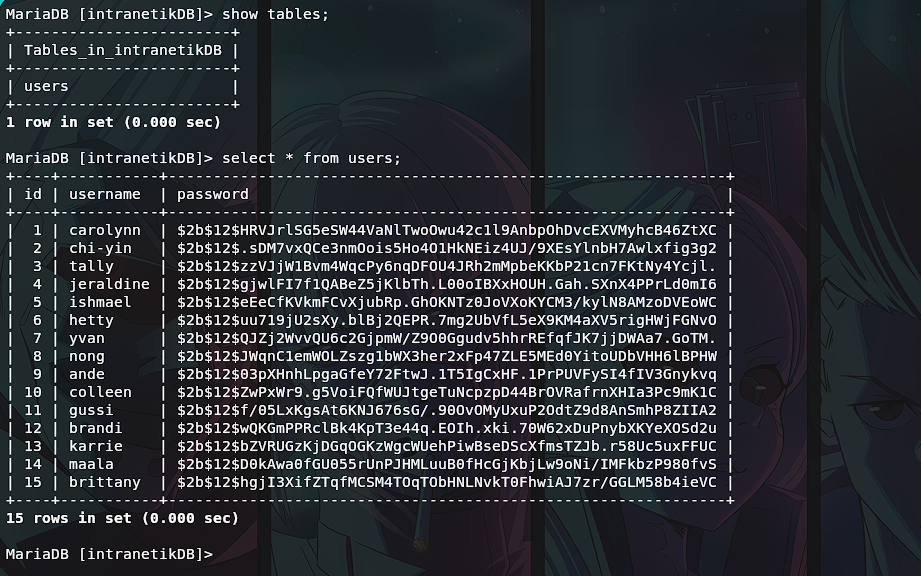 MariaDB [intranetikDB]> show tables;
+------------------------+
| Tables_in_intranetikDB |
+------------------------+
| users                  |
+------------------------+
1 row in set (0.000 sec)
MariaDB [intranetikDB]> select * from users;
+----+-----------+--------------------------------------------------------------+
| id | username  | password                                                     |
+----+-----------+--------------------------------------------------------------+
|  1 | carolynn  | $2b$12$HRVJrlSG5eSW44VaNlTwoOwu42c1l9AnbpOhDvcEXVMyhcB46ZtXC |
|  2 | chi-yin   | $2b$12$.sDM7vxQCe3nmOois5Ho4O1HkNEiz4UJ/9XEsYlnbH7Awlxfig3g2 |
|  3 | tally     | $2b$12$zzVJjW1Bvm4WqcPy6nqDFOU4JRh2mMpbeKKbP21cn7FKtNy4Ycjl. |
|  4 | jeraldine | $2b$12$gjwlFI7f1QABeZ5jKlbTh.L00oIBXxHOUH.Gah.SXnX4PPrLd0mI6 |
|  5 | ishmael   | $2b$12$eEeCfKVkmFCvXjubRp.GhOKNTz0JoVXoKYCM3/kylN8AMzoDVEoWC |
|  6 | hetty     | $2b$12$uu719jU2sXy.blBj2QEPR.7mg2UbVfL5eX9KM4aXV5rigHWjFGNvO |
|  7 | yvan      | $2b$12$QJZj2WvvQU6c2GjpmW/Z9O0Ggudv5hhrREfqfJK7jjDWAa7.GoTM. |
|  8 | nong      | $2b$12$JWqnC1emWOLZszg1bWX3her2xFp47ZLE5MEd0YitoUDbVHH6lBPHW |
|  9 | ande      | $2b$12$03pXHnhLpgaGfeY72FtwJ.1T5IgCxHF.1PrPUVFySI4fIV3Gnykvq |
| 10 | colleen   | $2b$12$ZwPxWr9.g5VoiFQfWUJtgeTuNcpzpD44BrOVRafrnXHIa3Pc9mK1C |
| 11 | gussi     | $2b$12$f/05LxKgsAt6KNJ676sG/.90OvOMyUxuP2OdtZ9d8AnSmhP8ZIIA2 |
| 12 | brandi    | $2b$12$wQKGmPPRclBk4KpT3e44q.EOIh.xki.70W62xDuPnybXKYeXOSd2u |
| 13 | karrie    | $2b$12$bZVRUGzKjDGqOGKzWgcWUehPiwBseDScXfmsTZJb.r58Uc5uxFFUC |
| 14 | maala     | $2b$12$D0kAwa0fGU055rUnPJHMLuuB0fHcGjKbjLw9oNi/IMFkbzP980fvS |
| 15 | brittany  | $2b$12$hgjI3XifZTqfMCSM4TOqTObHNLNvkT0FhwiAJ7zr/GGLM58b4ieVC |
+----+-----------+--------------------------------------------------------------+
15 rows in set (0.000 sec)
MariaDB [intranetikDB]>